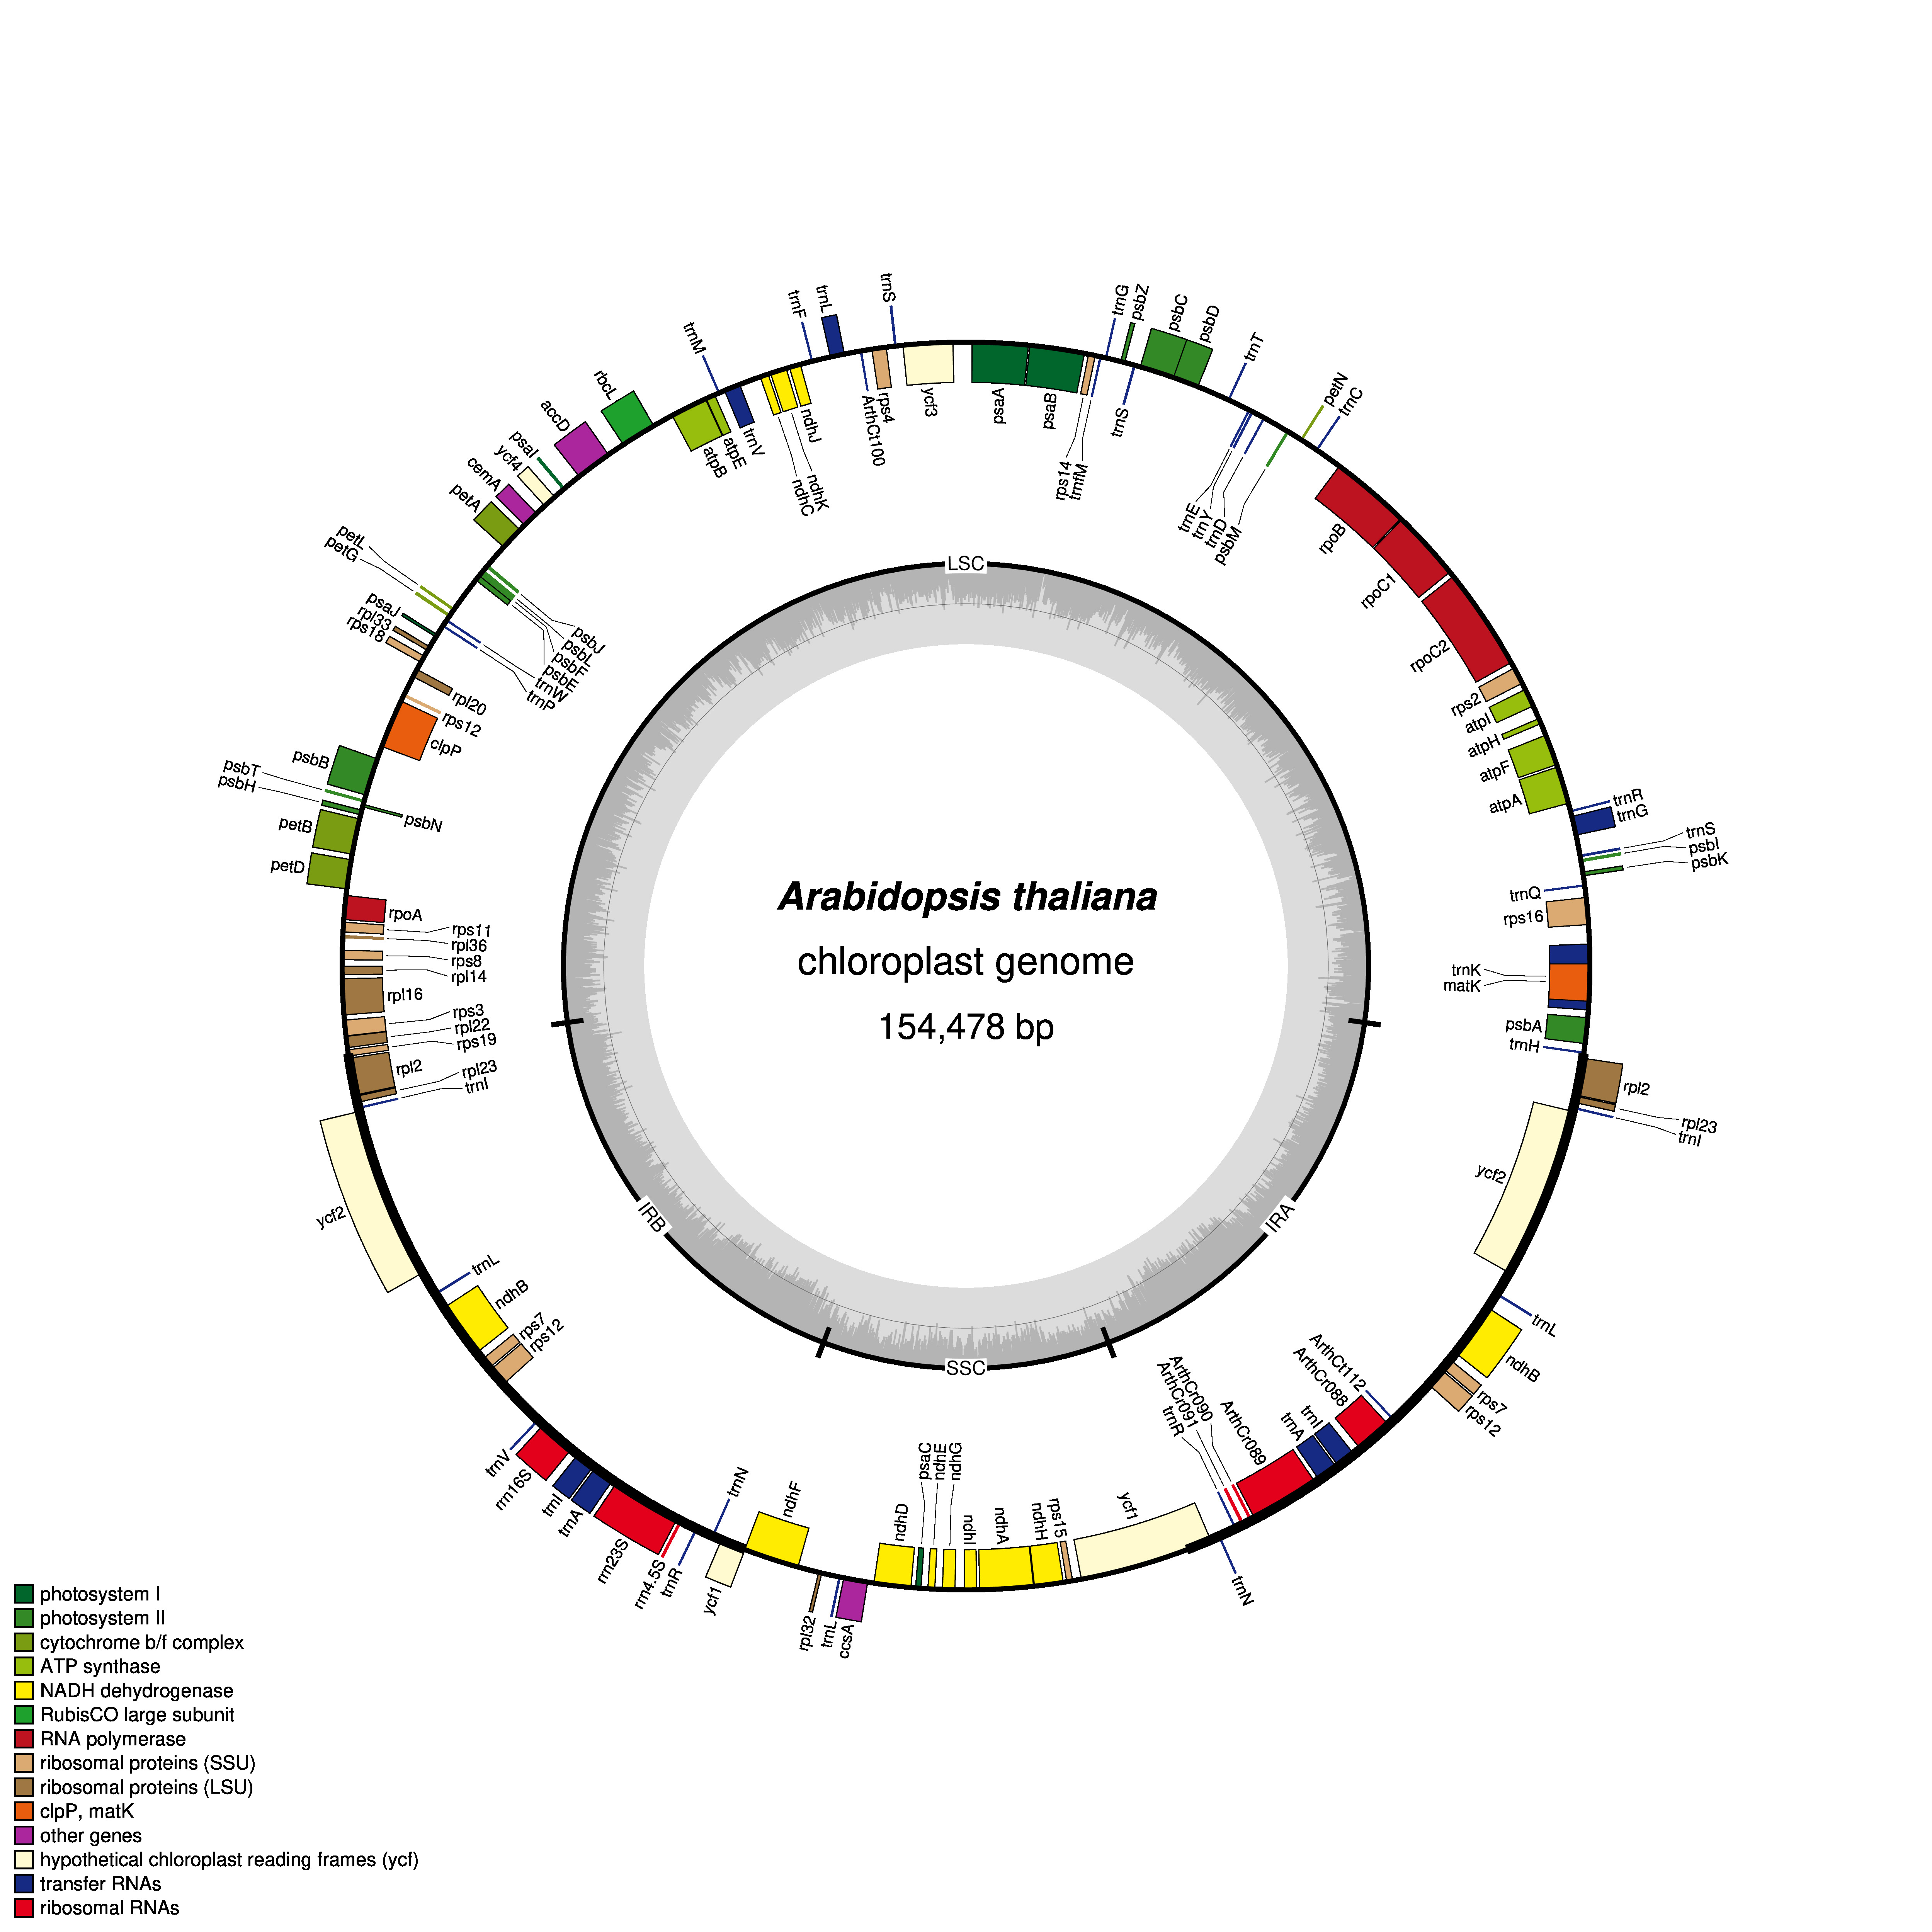 trnS
trnL
trnF
trnM
rbcL
accD
psaI
ycf4
cemA
petA
petL
petG
psaJ
rpl33
rps18
psbB
psbT
psbH
petB
petD
trnG
psbZ
psbC
psbD
trnT
petN
trnC
trnR
trnG
trnS
psbI
psbK
rpl2
rpl23
trnI
trnL
ndhB
rps7
rps12
trnN
ycf2
trnV
rrn16S
trnI
trnA
rrn23S
rrn4.5S
trnR
ycf1
rpl32
trnL
ccsA
atpB
atpE
trnV
ndhC
ndhK
ndhJ
ArthCt100
rps4
ycf3
psaA
psaB
rps14
trnfM
trnS
trnE
trnY
trnD
psbM
rpoB
rpoC1
rpoC2
rps2
atpI
atpH
atpF
atpA
trnQ
rps16
trnK
matK
psbA
trnH
ycf2
ArthCt112
ArthCr088
trnI
trnA
ArthCr089
ArthCr090
ArthCr091
trnR
ycf1
rps15
ndhH
ndhA
ndhI
ndhG
ndhE
psaC
ndhD
ndhF
trnN
rps12
rps7
ndhB
trnL
trnI
rpl23
rpl2
rps19
rpl22
rps3
rpl16
rpl14
rps8
rpl36
rps11
rpoA
psbN
clpP
rps12
rpl20
trnP
trnW
psbE
psbF
psbL
psbJ
LSC
IRB
IRA
SSC
Arabidopsis thaliana
chloroplast genome
154,478 bp
photosystem I
photosystem II
cytochrome b/f complex
ATP synthase
NADH dehydrogenase
RubisCO large subunit
RNA polymerase
ribosomal proteins (SSU)
ribosomal proteins (LSU)
clpP, matK
other genes
hypothetical chloroplast reading frames (ycf)
transfer RNAs
ribosomal RNAs